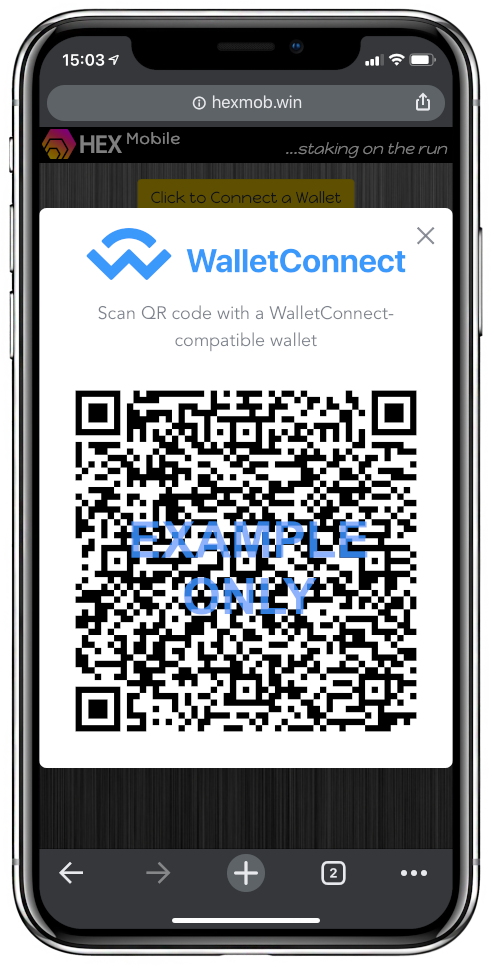 15:03
hexmob.win
HEX Mobile
...staking on the run
Click to Connect a Wallet
WalletConnect
Scan QR code with a WalletConnect-
compatible wallet
EXAMPLE
ONLY
2